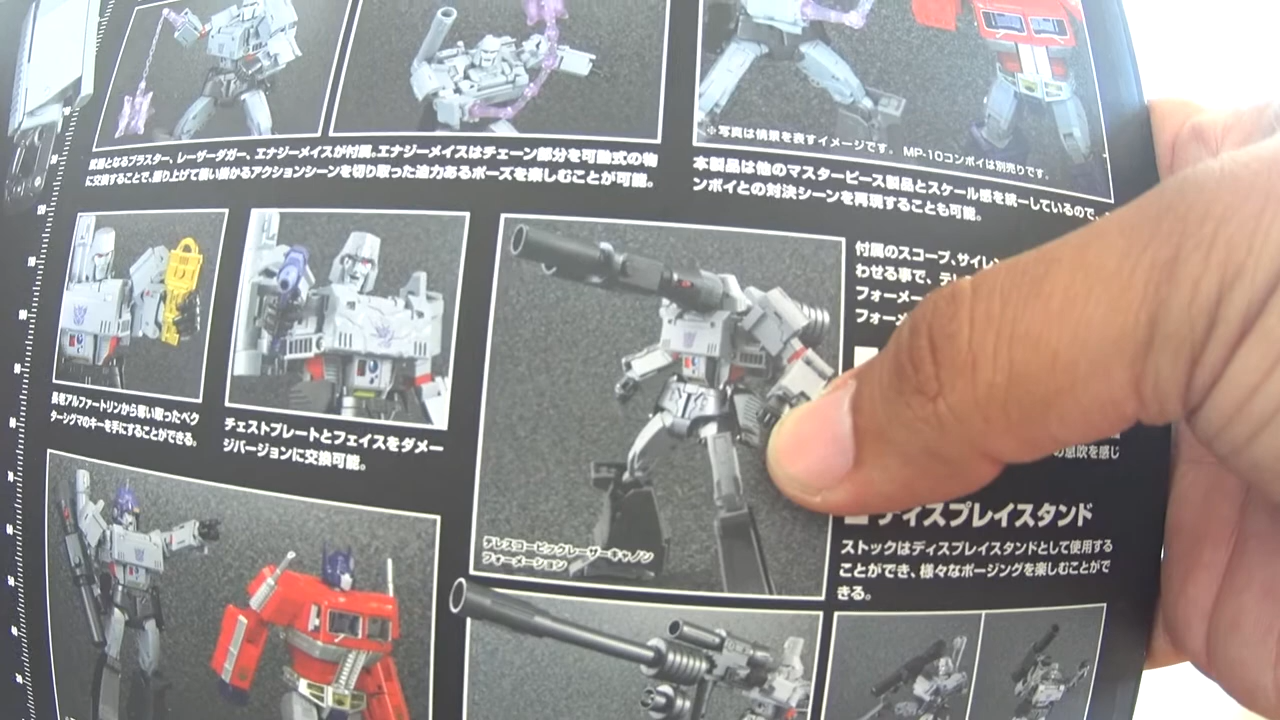 武器となるブラスター、レーザーダガー、エナジーメイスが付属。エナジーメイスはチェーン部分を可動式の物
に交換することで、振り上げて襲い掛かるアクションシーンを切り取った迫力あるポーズを楽しむことが可能。
※写真は情景を表すイメージです。 MP-10コンボイは別売りです。
本製品は他のマスターピース製品とスケール感を統一しているので、
ンボイとの対決シーンを再現することも可能。
長老アルファートリンから奪い取ったベク
ターシグマのキーを手にすることができる。
チェストプレートとフェイスをダメー
ジバージョンに交換可能。
付属のスコープ、サイレン
わせる事で、テレ
フォーメー
フォー
テレスコーピックレーザーキャノン
フォーメーション
の息吹を感じ
ディスプレイスタンド
ストックはディスプレイスタンドとして使用する
ことができ、様々なポージングを楽しむことがで
きる。